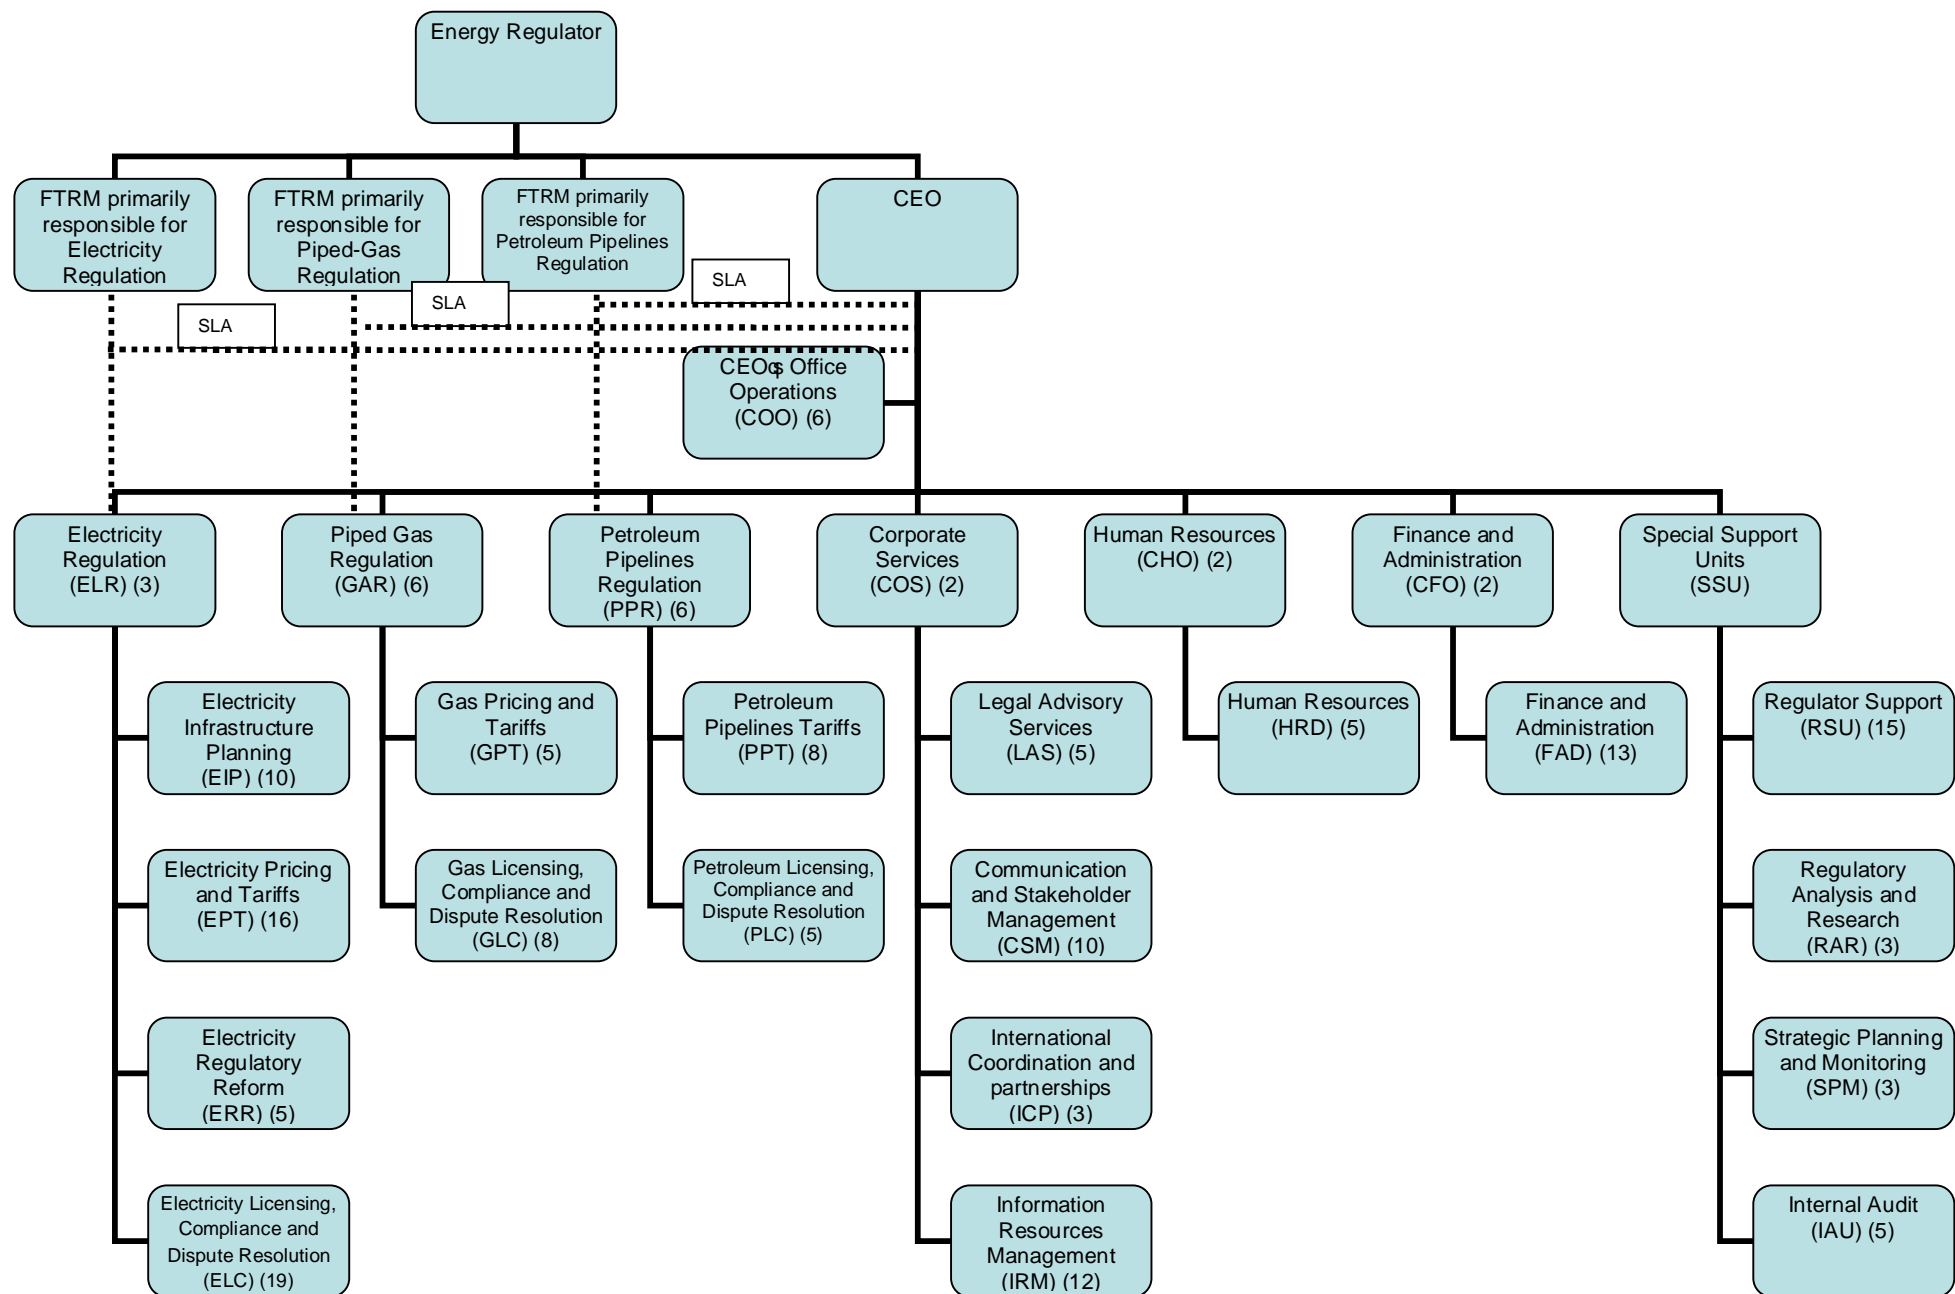 Energy Regulator
FTRM primarily
responsible for
Electricity
Regulation
FTRM primarily
responsible for
Piped-Gas
Regulation
FTRM primarily
responsible for
Petroleum Pipelines
Regulation
CEO
SLA
SLA
SLA
CEO's Office
Operations
(COO) (6)
Electricity
Regulation
(ELR) (3)
Piped Gas
Regulation
(GAR) (6)
Petroleum
Pipelines
Regulation
(PPR) (6)
Corporate
Services
(COS) (2)
Human Resources
(CHO) (2)
Finance and
Administration
(CFO) (2)
Special Support
Units
(SSU)
Electricity
Infrastructure
Planning
(EIP) (10)
Gas Pricing and
Tariffs
(GPT) (5)
Petroleum
Pipelines Tariffs
(PPT) (8)
Legal Advisory
Services
(LAS) (5)
Human Resources
(HRD) (5)
Finance and
Administration
(FAD) (13)
Regulator Support
(RSU) (15)
Electricity Pricing
and Tariffs
(EPT) (16)
Gas Licensing,
Compliance and
Dispute Resolution
(GLC) (8)
Petroleum Licensing,
Compliance and
Dispute Resolution
(PLC) (5)
Communication
and Stakeholder
Management
(CSM) (10)
Regulatory
Analysis and
Research
(RAR) (3)
Electricity
Regulatory
Reform
(ERR) (5)
International
Coordination and
partnerships
(ICP) (3)
Strategic Planning
and Monitoring
(SPM) (3)
Electricity Licensing,
Compliance and
Dispute Resolution
(ELC) (19)
Information
Resources
Management
(IRM) (12)
Internal Audit
(IAU) (5)